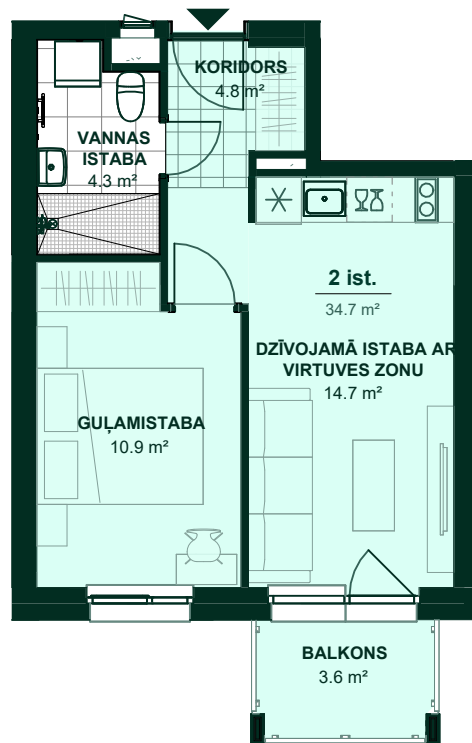 KORIDORS
4.8 m²
VANNAS
ISTABA
4.3 m²
2 ist.
34.7 m²
DZĪVOJAMĀ ISTABA AR
VIRTUVES ZONU
14.7 m²
GUĻAMISTABA
10.9 m²
BALKONS
3.6 m²